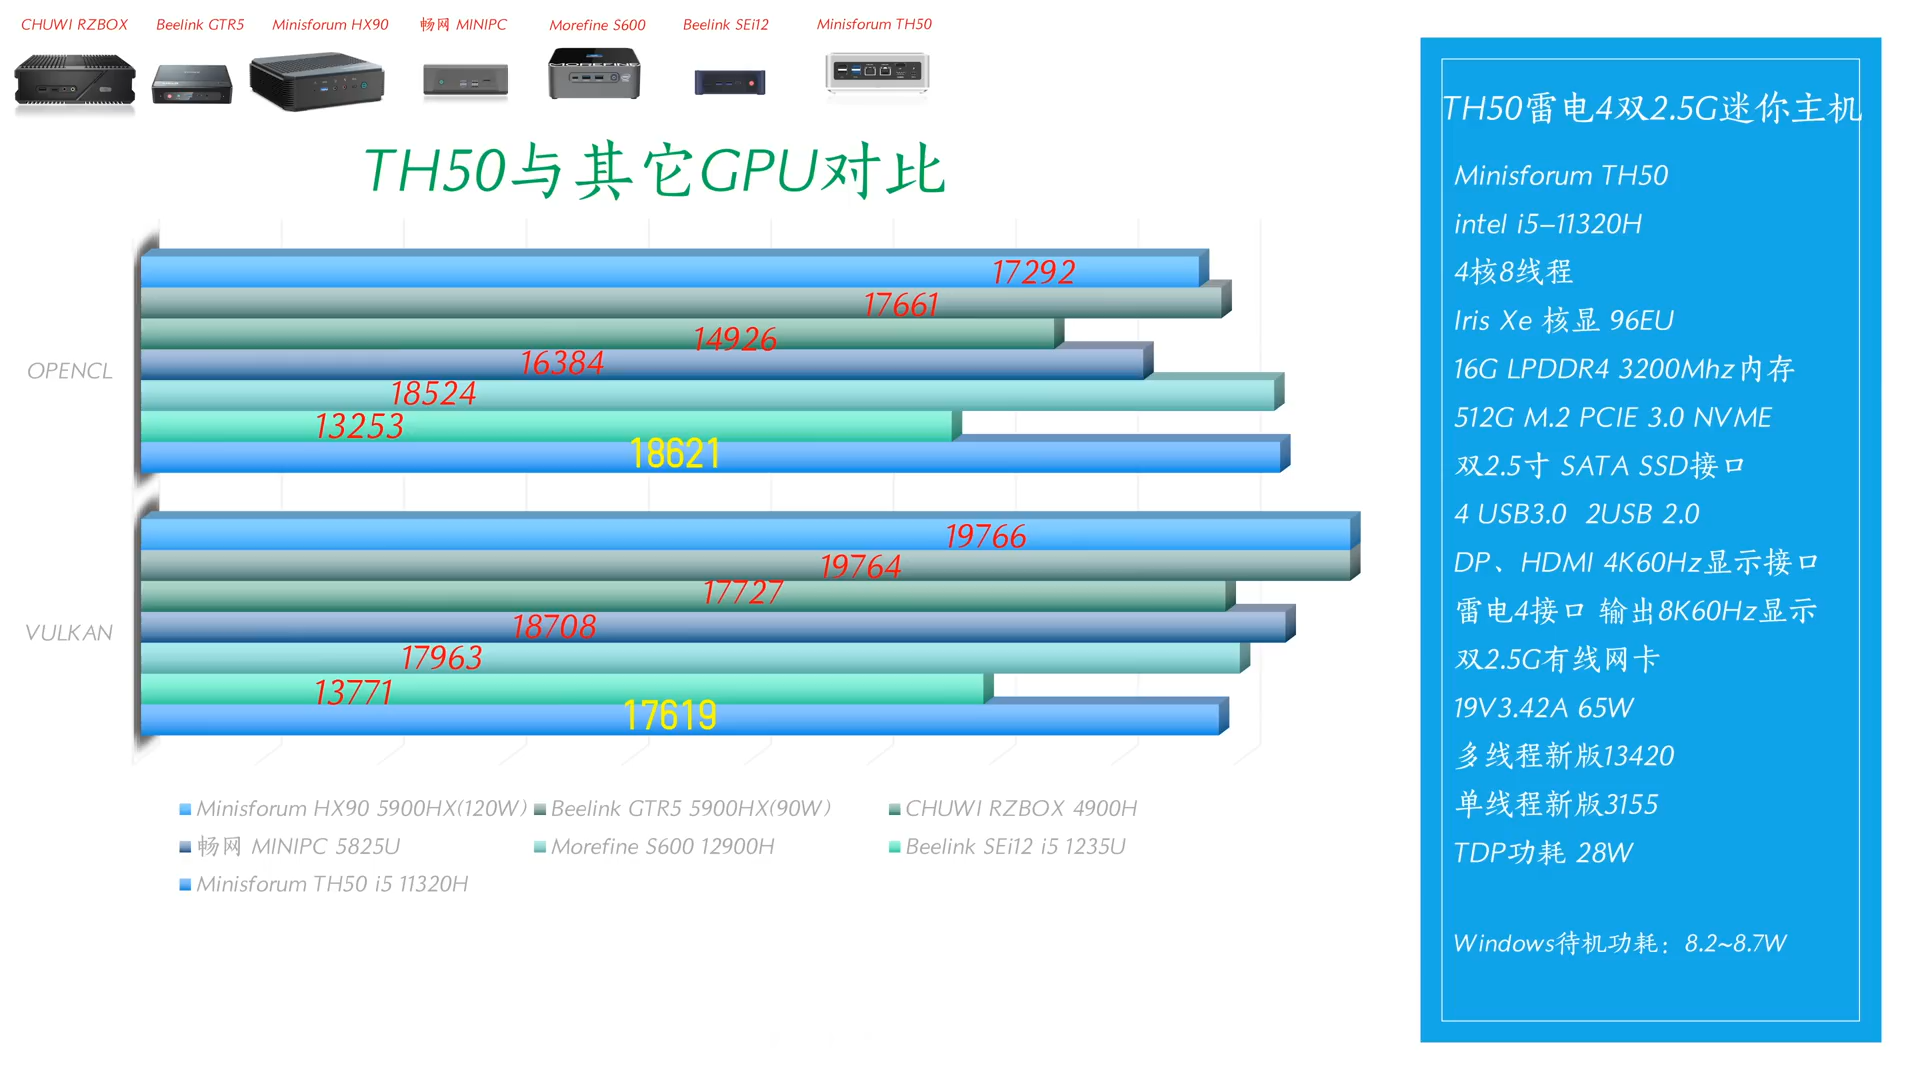 CHUWI RZBOX
Beelink GTR5
Minisforum HX90
畅网 MINIPC
Morefine S600
Beelink SEi12
Minisforum TH50
MOREFINE
TH50与其它GPU对比
OPENCL
17292
17661
14926
16384
18524
13253
18621
VULKAN
19766
19764
17727
18708
17963
13771
17619
Minisforum HX90 5900HX(120W)
Beelink GTR5 5900HX(90W)
CHUWI RZBOX 4900H
畅网 MINIPC 5825U
Morefine S600 12900H
Beelink SEi12 i5 1235U
Minisforum TH50 i5 11320H
TH50雷电4双2.5G迷你主机
Minisforum TH50
intel i5-11320H
4核8线程
Iris Xe 核显 96EU
16G LPDDR4 3200Mhz内存
512G M.2 PCIE 3.0 NVME
双2.5寸 SATA SSD接口
4 USB3.0 2USB 2.0
DP、HDMI 4K60Hz显示接口
雷电4接口 输出8K60Hz显示
双2.5G有线网卡
19V3.42A 65W
多线程新版13420
单线程新版3155
TDP功耗 28W
Windows待机功耗：8.2~8.7W